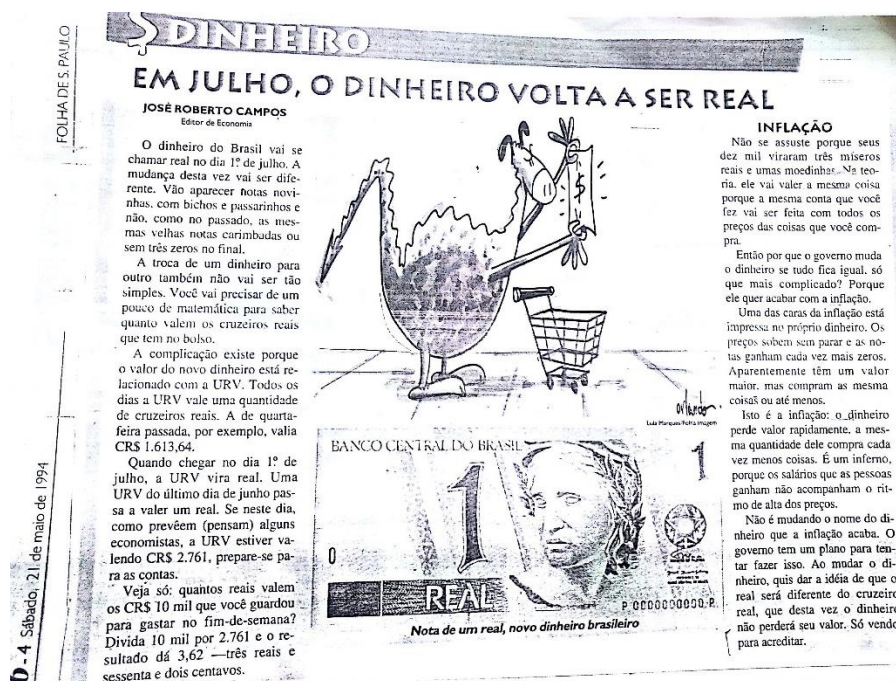 FOLHA DE S. PAULO
D-4 Sábado, 21 de maio de 1994
$ DINHEIRO
EM JULHO, O DINHEIRO VOLTA A SER REAL
JOSÉ ROBERTO CAMPOS
Editor de Economia
O dinheiro do Brasil vai se
chamar real no dia 1º de julho. A
mudança desta vez vai ser dife-
rente. Vão aparecer notas novi-
nhas, com bichos e passarinhos e
não, como no passado, as mes-
mas velhas notas carimbadas ou
sem três zeros no final.
A troca de um dinheiro para
outro também não vai ser tão
simples. Você vai precisar de um
pouco de matemática para saber
quanto valem os cruzeiros reais
que tem no bolso.
A complicação existe porque
o valor do novo dinheiro está re-
lacionado com a URV. Todos os
dias a URV vale uma quantidade
de cruzeiros reais. A de quarta-
feira passada, por exemplo, valia
CR$ 1.613,64.
Quando chegar no dia 1º de
julho, a URV vira real. Uma
URV do último dia de junho pas-
sa a valer um real. Se neste dia,
como prevêem (pensam) alguns
economistas, a URV estiver va-
lendo CR$ 2.761, prepare-se pa-
ra as contas.
Veja só: quantos reais valem
os CR$ 10 mil que você guardou
para gastar no fim-de-semana?
Divida 10 mil por 2.761 e o re-
sultado dá 3,62 —três reais e
sessenta e dois centavos.
$
Orlando
Luis Marques/Folha Imagem
BANCO CENTRAL DO BRASIL
1
1
0
REAL
P 0000000000 P
Nota de um real, novo dinheiro brasileiro
INFLAÇÃO
Não se assuste porque seus
dez mil viraram três míseros
reais e umas moedinhas. Na teo-
ria, ele vai valer a mesma coisa
porque a mesma conta que você
fez vai ser feita com todos os
preços das coisas que você com-
pra.
Então por que o governo muda
o dinheiro se tudo fica igual, só
que mais complicado? Porque
ele quer acabar com a inflação.
Uma das caras da inflação está
impressa no próprio dinheiro. Os
preços sobem sem parar e as no-
tas ganham cada vez mais zeros.
Aparentemente têm um valor
maior, mas compram as mesma
coisas ou até menos.
Isto é a inflação: o dinheiro
perde valor rapidamente, a mes-
ma quantidade dele compra cada
vez menos coisas. É um inferno,
porque os salários que as pessoas
ganham não acompanham o rit-
mo de alta dos preços.
Não é mudando o nome do di-
nheiro que a inflação acaba. O
governo tem um plano para ten-
tar fazer isso. Ao mudar o di-
nheiro, quis dar a idéia de que o
real será diferente do cruzeiro
real, que desta vez o dinheiro
não perderá seu valor. Só vendo
para acreditar.